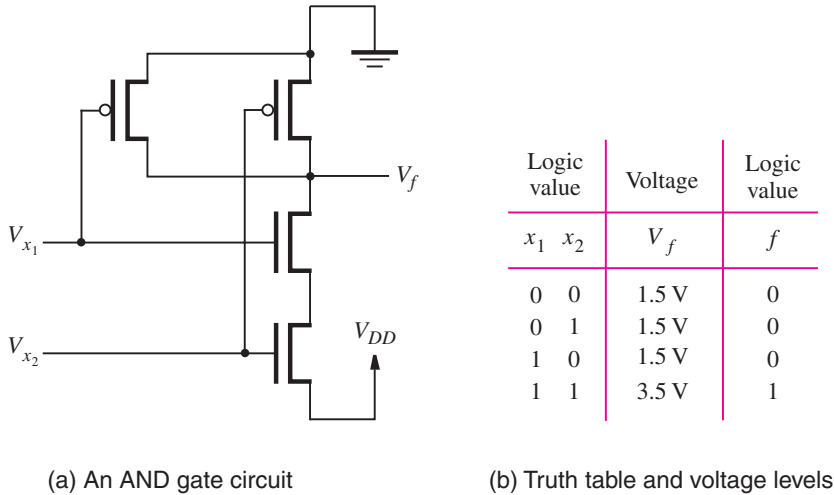 V_f
V_{x_1}
V_{x_2}
V_{DD}
(a) An AND gate circuit
Logic value Voltage Logic value
x_1 x_2 V_f f
0 0 1.5 V 0
0 1 1.5 V 0
1 0 1.5 V 0
1 1 3.5 V 1
(b) Truth table and voltage levels